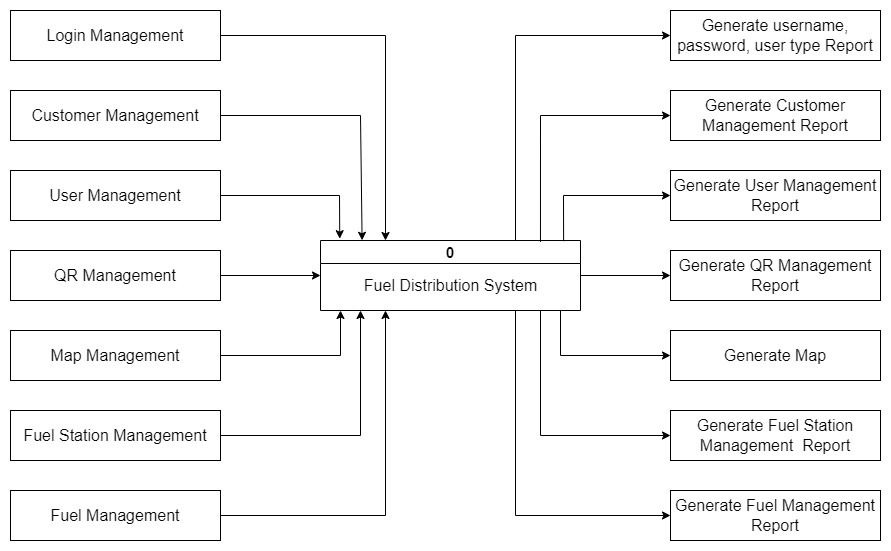 Login Management
Customer Management
User Management
QR Management
Map Management
Fuel Station Management
Fuel Management
0
Fuel Distribution System
Generate username,
password, user type Report
Generate Customer
Management Report
Generate User Management
Report
Generate QR Management
Report
Generate Map
Generate Fuel Station
Management  Report
Generate Fuel Management
Report